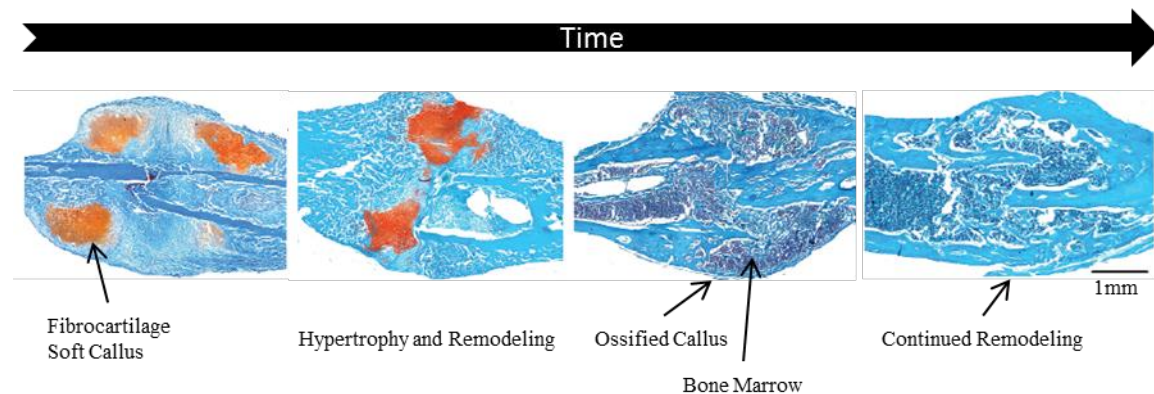 Time
1mm
Fibrocartilage
Soft Callus
Hypertrophy and Remodeling
Ossified Callus
Continued Remodeling
Bone Marrow